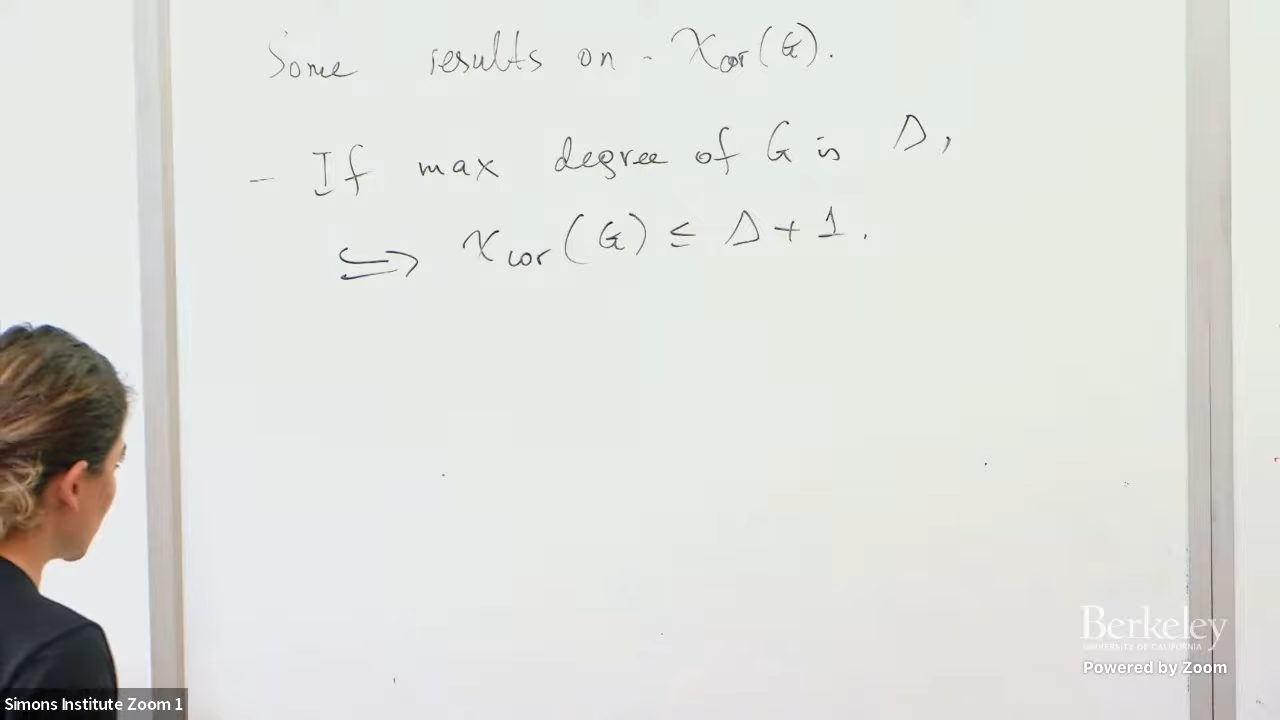 Some results on - χcor(G).
- If max degree of G is Δ,
↪ χcor(G) ≤ Δ + 1.
Berkeley
UNIVERSITY OF CALIFORNIA
Powered by Zoom
Simons Institute Zoom 1